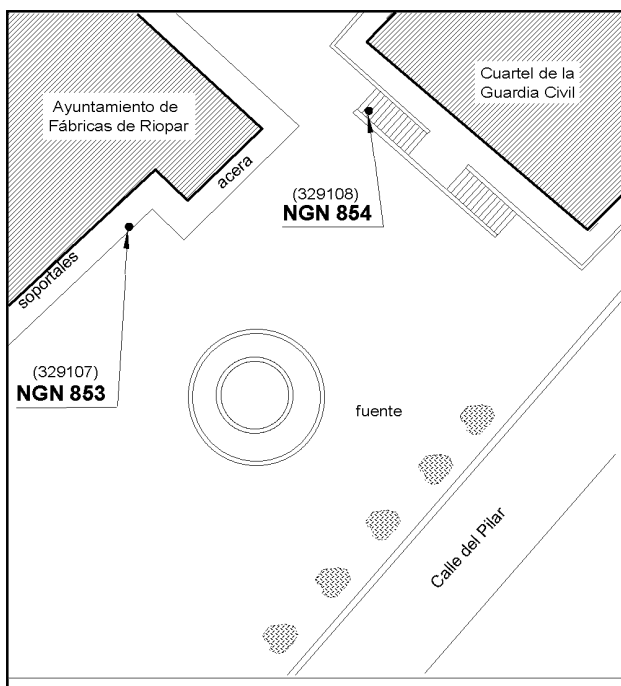 Ayuntamiento de
Fábricas de Riopar
Cuartel de la
Guardia Civil
acera
(329108)
NGN 854
soportales
(329107)
NGN 853
fuente
Calle del Pilar